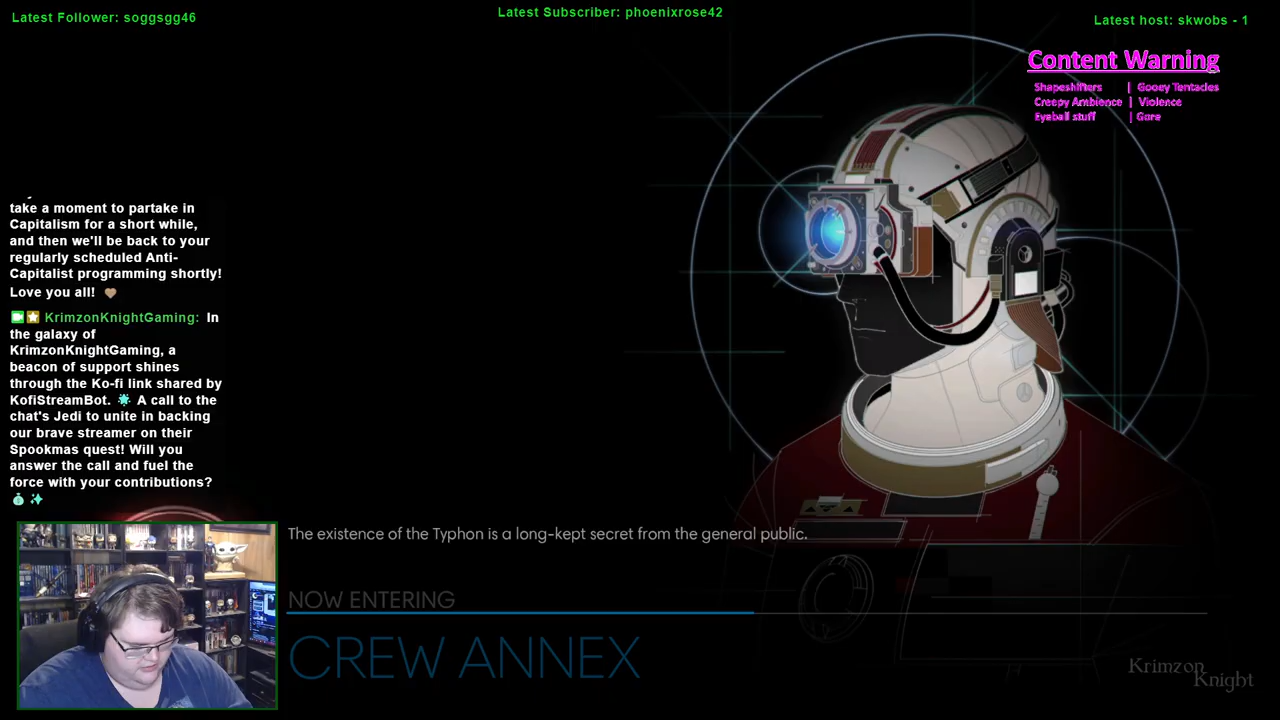 Latest Follower: soggsgg46
Latest Subscriber: phoenixrose42
Latest host: skwobs - 1
Content Warning
Shapeshifters | Gooey Tentacles
Creepy Ambience | Violence
Eyeball stuff | Gore
take a moment to partake in
Capitalism for a short while,
and then we'll be back to your
regularly scheduled Anti-
Capitalist programming shortly!
Love you all!
KrimzonKnightGaming: In
the galaxy of
KrimzonKnightGaming, a
beacon of support shines
through the Ko-fi link shared by
KofiStreamBot. A call to the
chat's Jedi to unite in backing
our brave streamer on their
Spookmas quest! Will you
answer the call and fuel the
force with your contributions?
The existence of the Typhon is a long-kept secret from the general public.
NOW ENTERING
CREW ANNEX
Krimzon
Knight